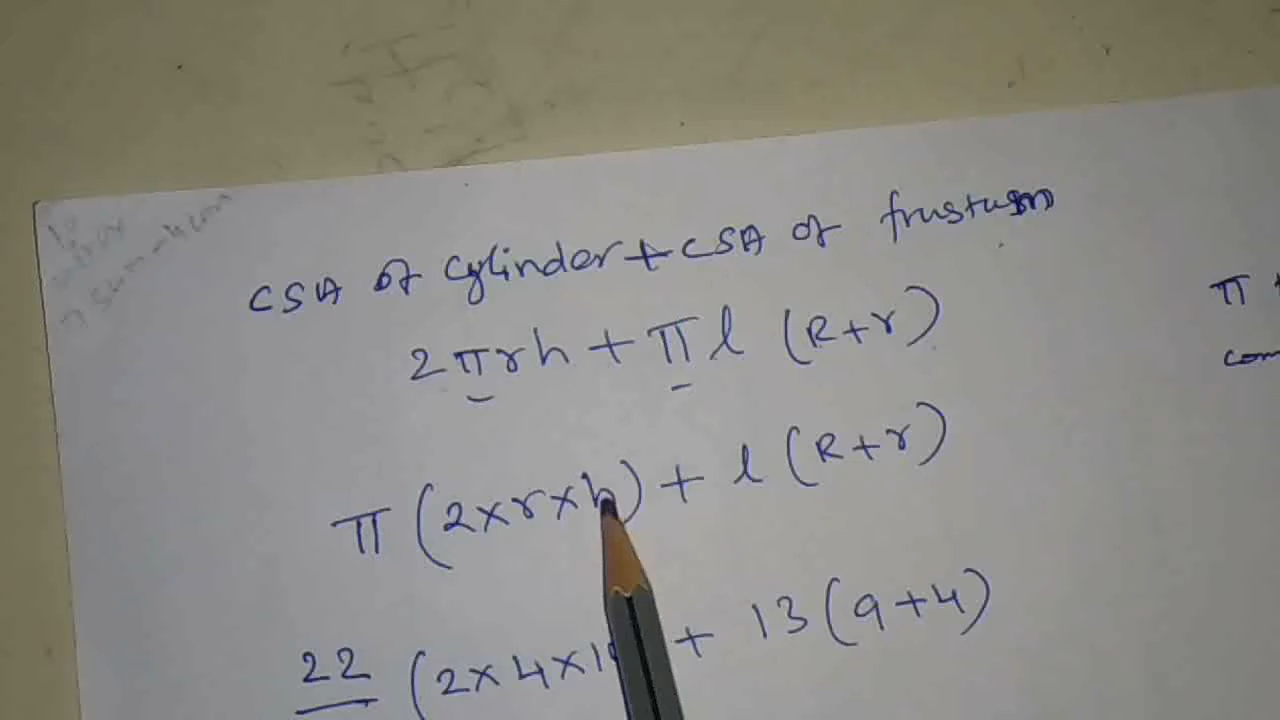 CSA of cylinder + CSA of frustum
2πrh + πl (R+r)
π
π (2×r×h) + l (R+r)
22 (2×4×1 + 13 (9+4)